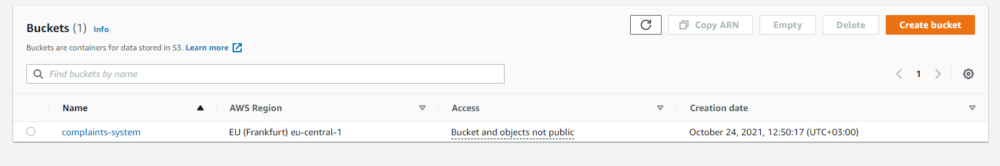 Buckets (1) Info
Copy ARN Empty Delete Create bucket
Buckets are containers for data stored in S3. Learn more
Find buckets by name
1
Name AWS Region Access Creation date
complaints-system EU (Frankfurt) eu-central-1 Bucket and objects not public October 24, 2021, 12:50:17 (UTC+03:00)